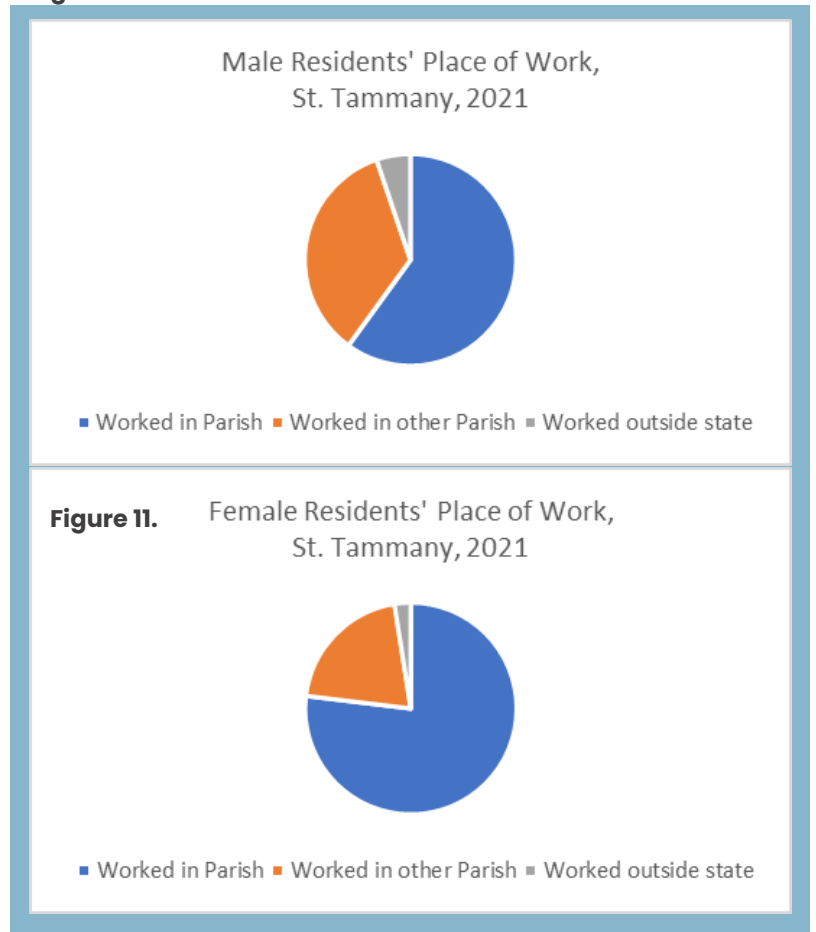 Male Residents' Place of Work,
St. Tammany, 2021
Worked in Parish Worked in other Parish Worked outside state
Figure 11.
Female Residents' Place of Work,
St. Tammany, 2021
Worked in Parish Worked in other Parish Worked outside state